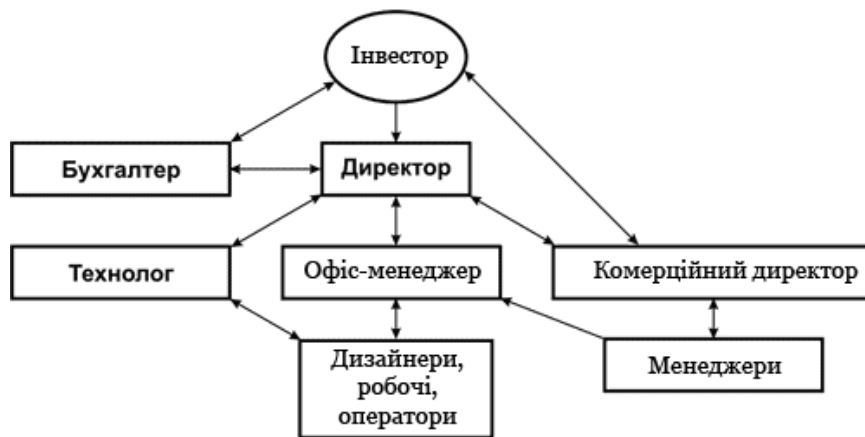 Інвестор
Бухгалтер
Директор
Технолог
Офіс-менеджер
Комерційний директор
Дизайнери,
робочі,
оператори
Менеджери